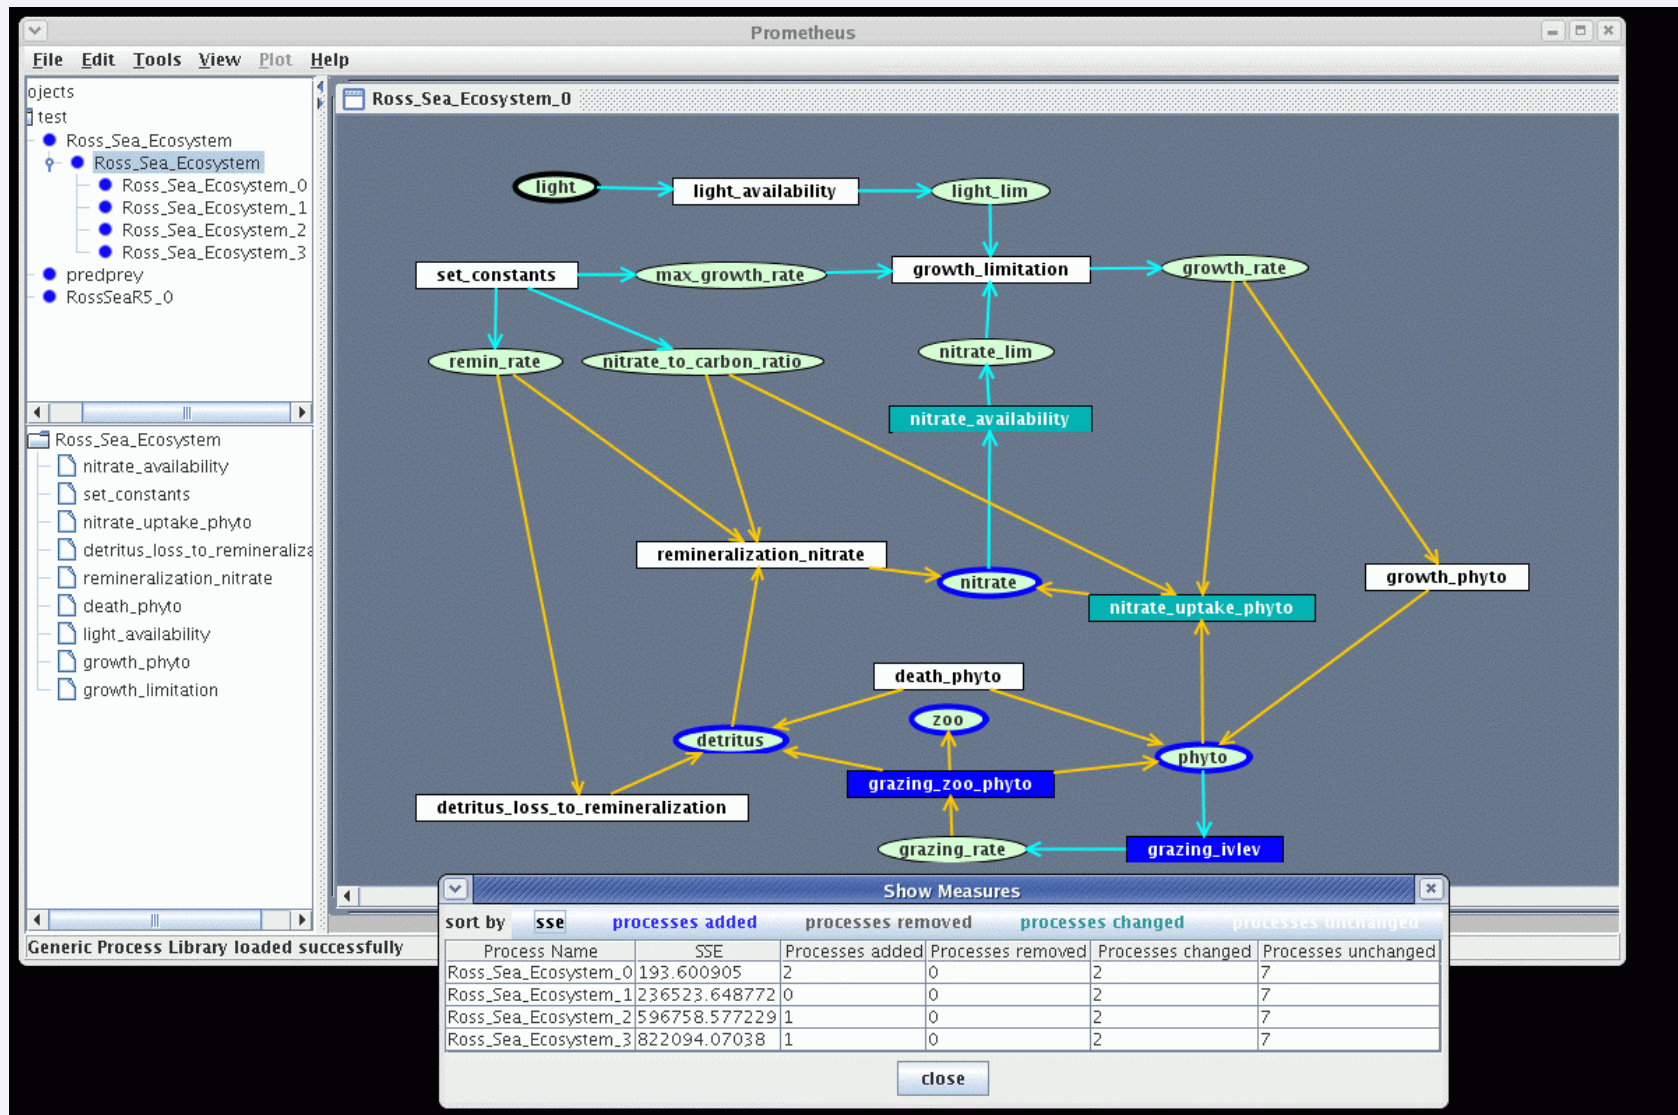 Prometheus
File Edit Tools View Plot Help
ojects
test
Ross_Sea_Ecosystem
Ross_Sea_Ecosystem
Ross_Sea_Ecosystem_0
Ross_Sea_Ecosystem_1
Ross_Sea_Ecosystem_2
Ross_Sea_Ecosystem_3
predprey
RossSeaR5_0
Ross_Sea_Ecosystem
nitrate_availability
set_constants
nitrate_uptake_phyto
detritus_loss_to_remineraliza
remineralization_nitrate
death_phyto
light_availability
growth_phyto
growth_limitation
Generic Process Library loaded successfully
Ross_Sea_Ecosystem_0
light light_availability light_lim
set_constants max_growth_rate growth_limitation growth_rate
remin_rate nitrate_to_carbon_ratio nitrate_lim
nitrate_availability
remineralization_nitrate nitrate growth_phyto
nitrate_uptake_phyto
death_phyto
zoo
detritus phyto
grazing_zoo_phyto
detritus_loss_to_remineralization
grazing_rate grazing_ivlev
Show Measures
sort by sse processes added processes removed processes changed processes unchanged
Process Name SSE Processes added Processes removed Processes changed Processes unchanged
Ross_Sea_Ecosystem_0 193.600905 2 0 2 7
Ross_Sea_Ecosystem_1 236523.648772 0 0 2 7
Ross_Sea_Ecosystem_2 596758.577229 1 0 2 7
Ross_Sea_Ecosystem_3 822094.07038 1 0 2 7
close